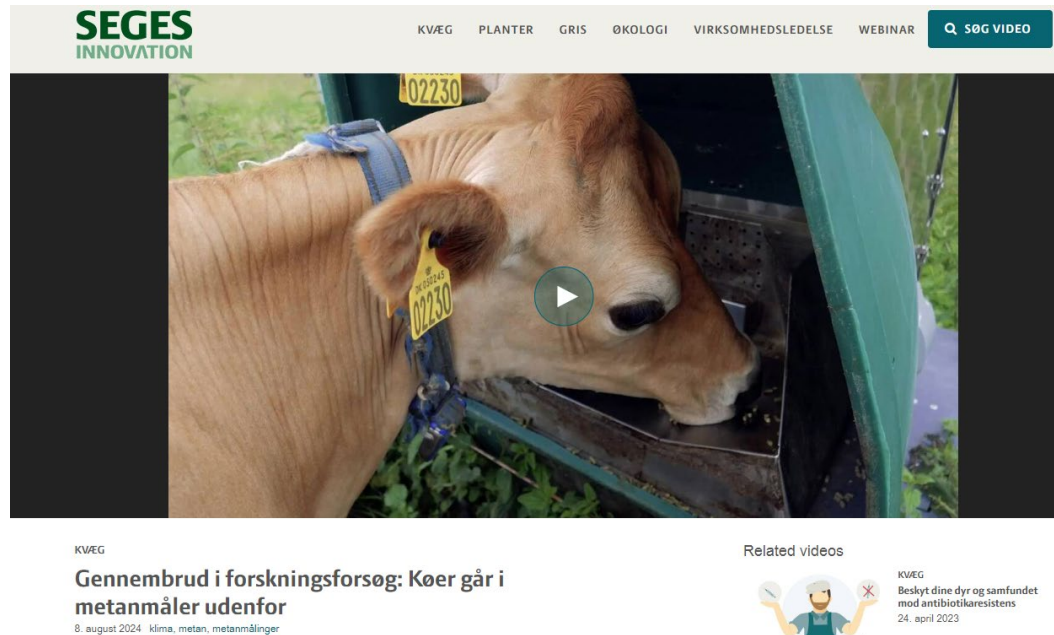 SEGES
INNOVATION
KVÆG PLANTER GRIS ØKOLOGI VIRKSOMHEDSLEDELSE WEBINAR SØG VIDEO
02230
DK 030245
02230
KVÆG
Gennembrud i forskningsforsøg: Køer går i
metanmåler udenfor
8. august 2024 klima, metan, metanmålinger
Related videos
KVÆG
Beskyt dine dyr og samfundet
mod antibiotikaresistens
24. april 2023